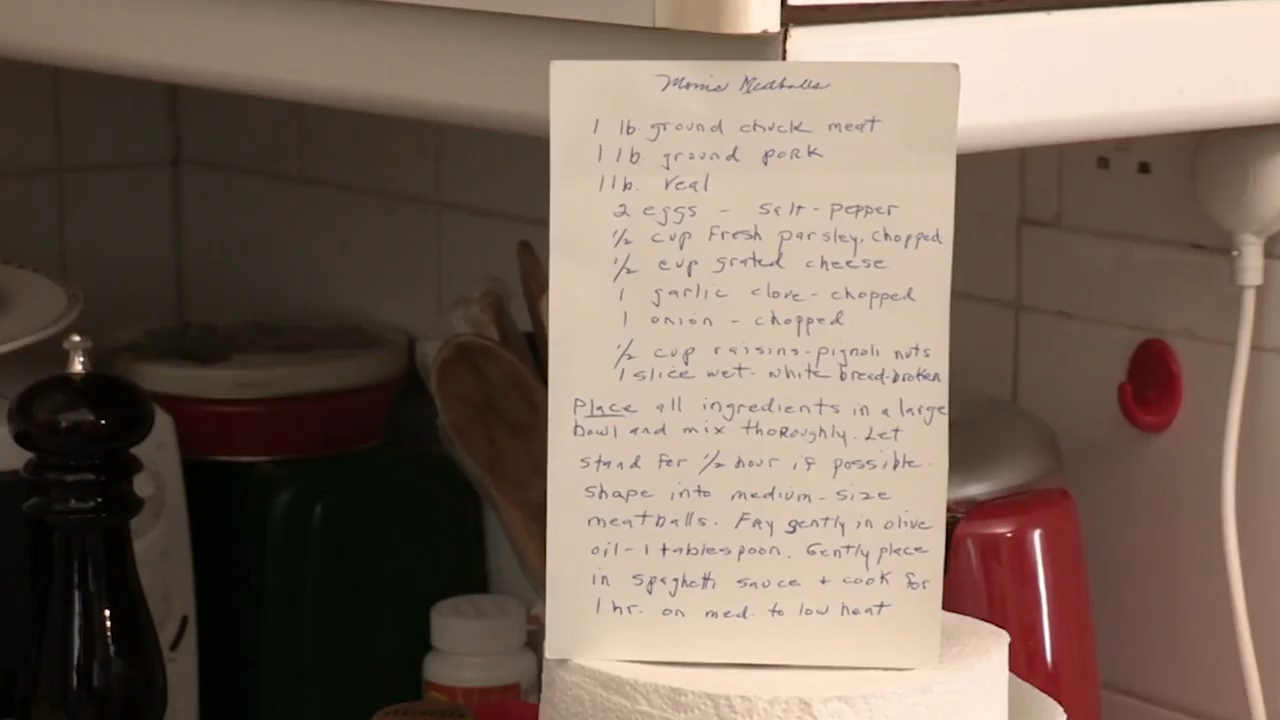 Mom's Meatballs
1 lb. ground chuck meat
1 lb. ground pork
1 lb. veal
2 eggs - salt - pepper
1/2 cup fresh parsley, chopped
1/2 cup grated cheese
1 garlic clove - chopped
1 onion - chopped
1/2 cup raisins - pignoli nuts
1 slice wet - white bread - broken
Place all ingredients in a large
bowl and mix thoroughly. Let
stand for 1/2 hour if possible.
Shape into medium-size
meatballs. Fry gently in olive
oil - 1 tablespoon. Gently place
in spaghetti sauce + cook for
1 hr. on med. to low heat